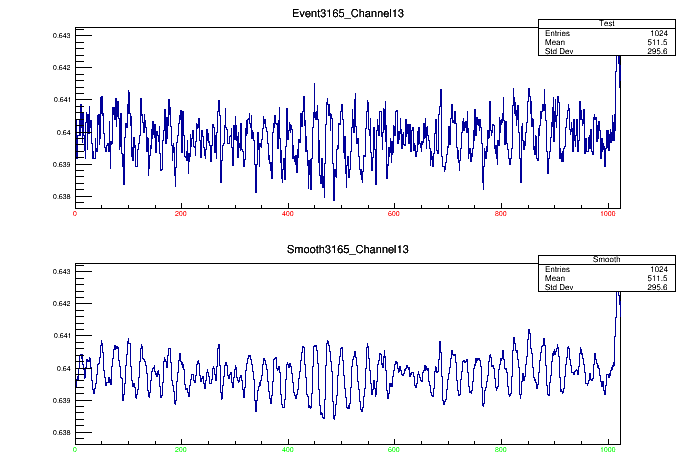 Event3165_Channel13
Test
Entries 1024
Mean 511.5
Std Dev 295.6
0.643
0.642
0.641
0.64
0.639
0.638
0 200 400 600 800 1000
Smooth3165_Channel13
Smooth
Entries 1024
Mean 511.5
Std Dev 295.6
0.643
0.642
0.641
0.64
0.639
0.638
0 200 400 600 800 1000